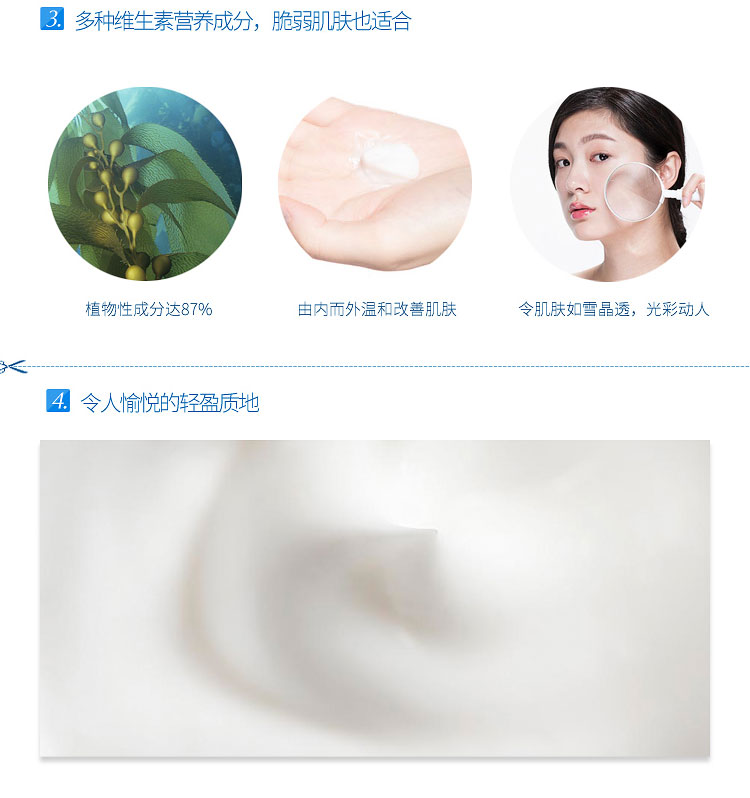 3. 多种维生素营养成分，脆弱肌肤也适合
植物性成分达87%
由内而外温和改善肌肤
令肌肤如雪晶透，光彩动人
4. 令人愉悦的轻盈质地